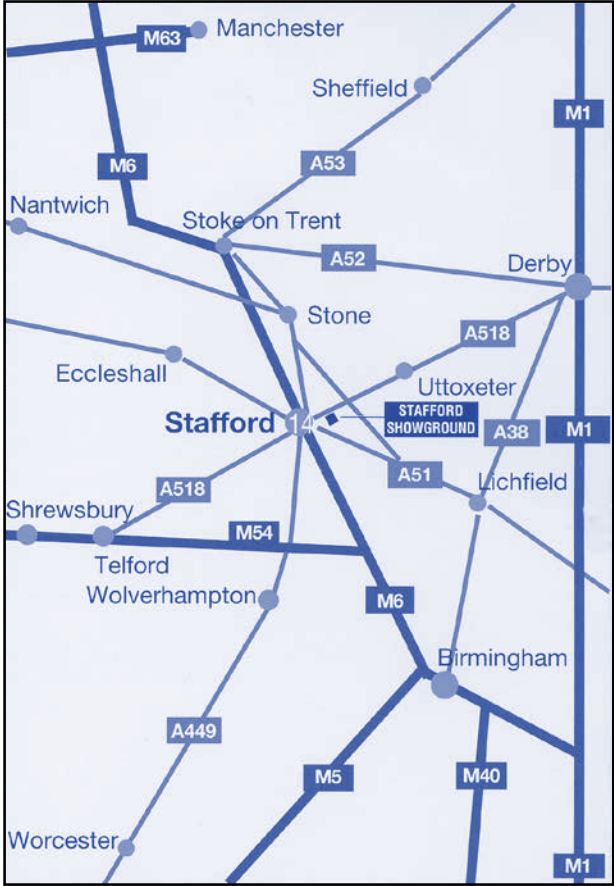 M63
Manchester
Sheffield
M1
M6
A53
Nantwich
Stoke on Trent
A52
Derby
Stone
A518
Eccleshall
Uttoxeter
Stafford
14
STAFFORD
SHOWGROUND
A38
M1
A518
A51
Lichfield
Shrewsbury
M54
Telford
Wolverhampton
M6
Birmingham
A449
M5
M40
Worcester
M1